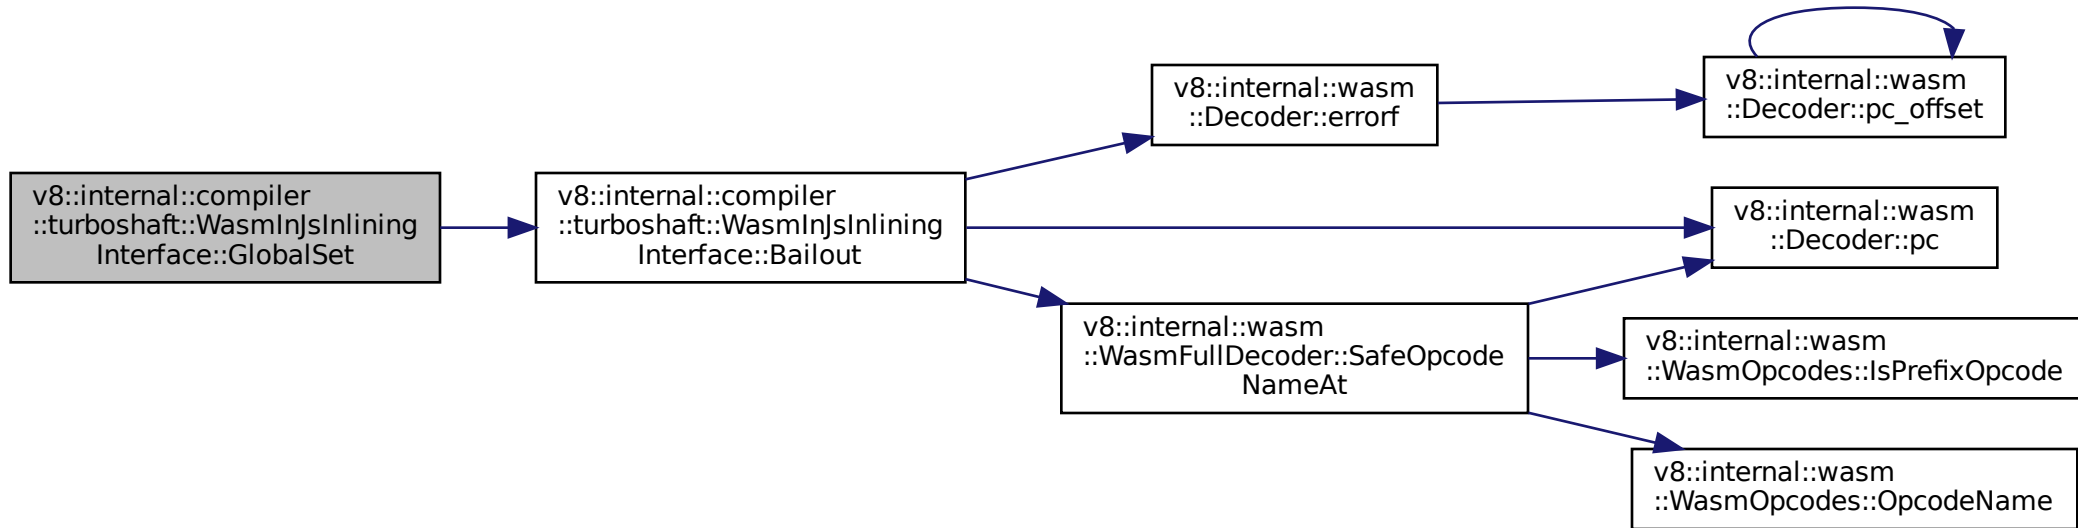 v8::internal::compiler
::turboshaft::WasmInJsInlining
Interface::GlobalSet
v8::internal::compiler
::turboshaft::WasmInJsInlining
Interface::Bailout
v8::internal::wasm
::Decoder::errorf
v8::internal::wasm
::Decoder::pc_offset
v8::internal::wasm
::Decoder::pc
v8::internal::wasm
::WasmFullDecoder::SafeOpcode
NameAt
v8::internal::wasm
::WasmOpcodes::IsPrefixOpcode
v8::internal::wasm
::WasmOpcodes::OpcodeName